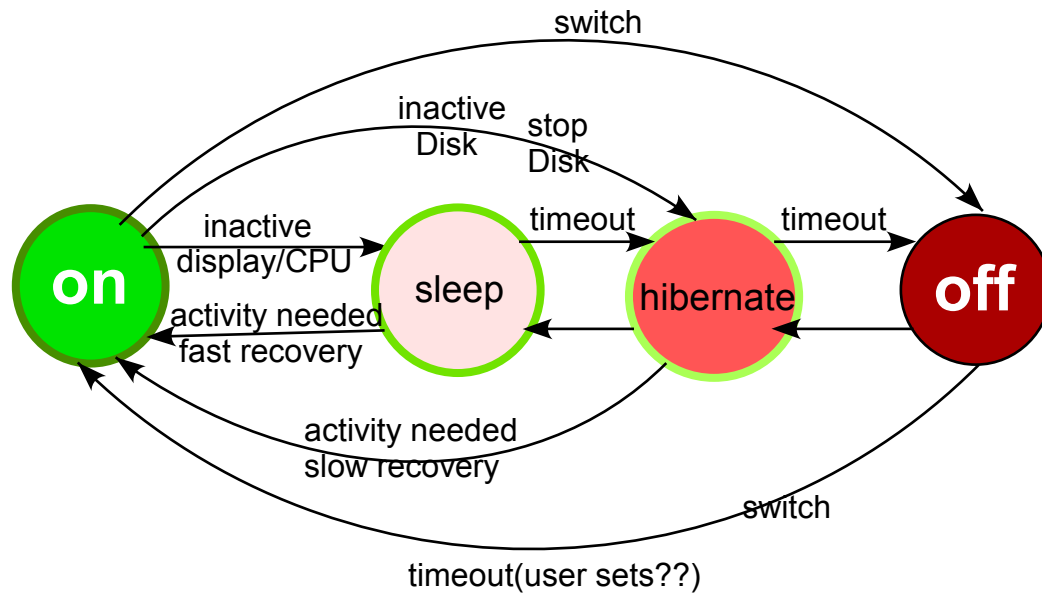 switch
inactive
Disk
stop
Disk
inactive
display/CPU
timeout
timeout
on
sleep
hibernate
off
activity needed
fast recovery
activity needed
slow recovery
switch
timeout(user sets??)